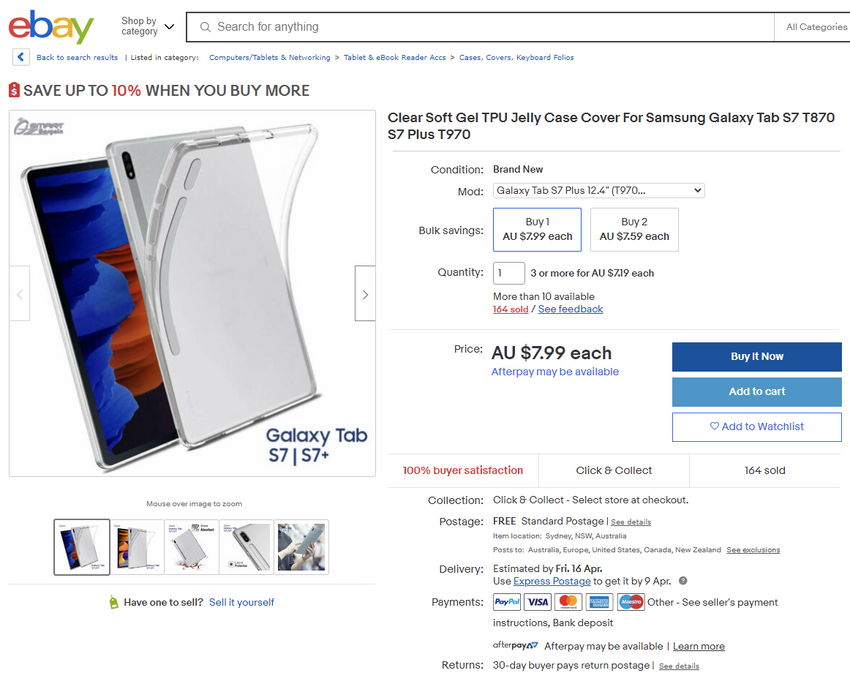 ebay
Shop by
category
Search for anything
All Categories
Back to search results | Listed in category: Computers/Tablets & Networking > Tablet & eBook Reader Accs > Cases, Covers, Keyboard Folios
SAVE UP TO 10% WHEN YOU BUY MORE
SMART
Bargain
Galaxy Tab
S7 | S7+
Mouse over image to zoom
Have one to sell? Sell it yourself
Clear Soft Gel TPU Jelly Case Cover For Samsung Galaxy Tab S7 T870
S7 Plus T970
Condition: Brand New
Mod: Galaxy Tab S7 Plus 12.4" (T970...
Bulk savings:
Buy 1
AU $7.99 each
Buy 2
AU $7.59 each
Quantity: 1 3 or more for AU $7.19 each
More than 10 available
164 sold / See feedback
Price: AU $7.99 each
Afterpay may be available
Buy It Now
Add to cart
Add to Watchlist
100% buyer satisfaction
Click & Collect
164 sold
Collection: Click & Collect - Select store at checkout.
Postage: FREE Standard Postage | See details
Item location: Sydney, NSW, Australia
Posts to: Australia, Europe, United States, Canada, New Zealand See exclusions
Delivery: Estimated by Fri. 16 Apr.
Use Express Postage to get it by 9 Apr.
Payments: PayPal VISA Maestro Other - See seller's payment
instructions, Bank deposit
afterpay Afterpay may be available | Learn more
Returns: 30-day buyer pays return postage | See details